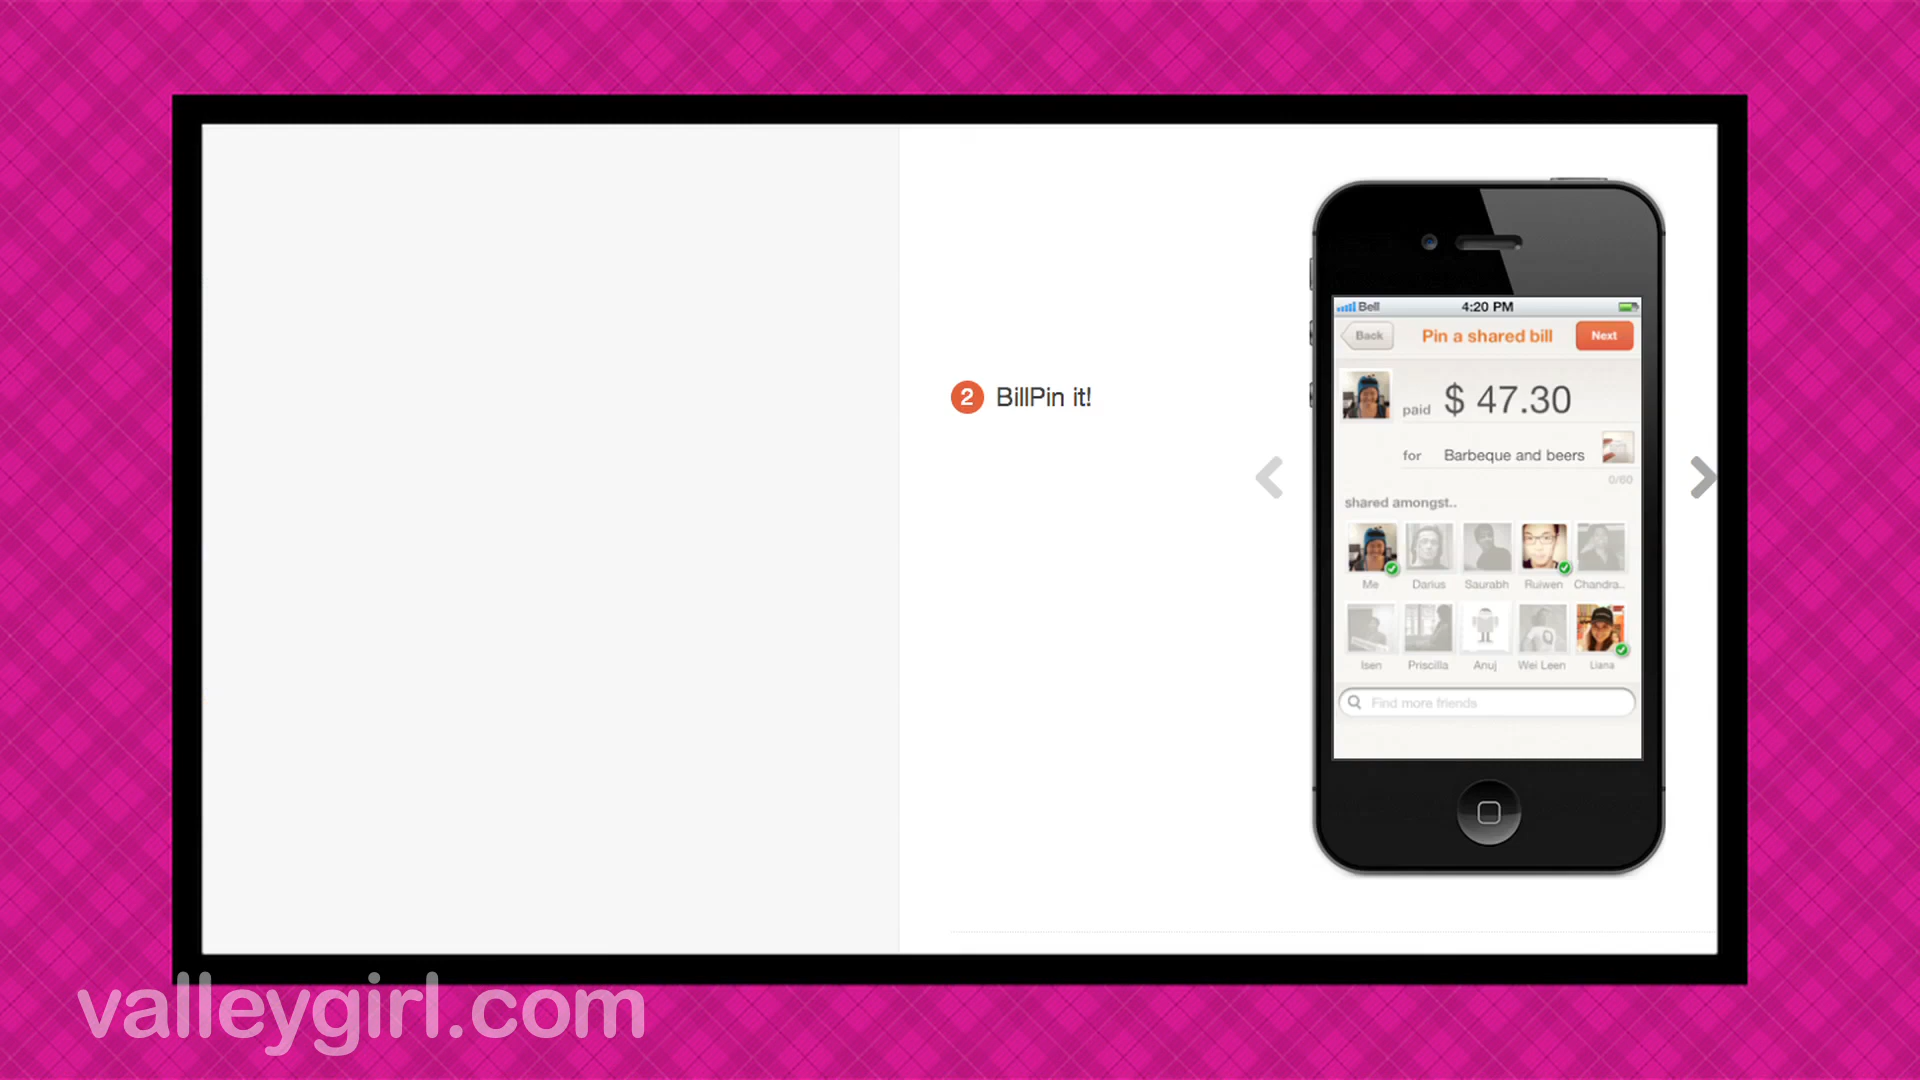 2 BillPin it!
Bell 4:20 PM
Back Pin a shared bill Next
paid $ 47.30
for Barbeque and beers
0/60
shared amongst..
Me Darius Saurabh Ruiwen Chandra..
Isen Priscilla Anuj Wei Leen Liana
Find more friends
valleygirl.com